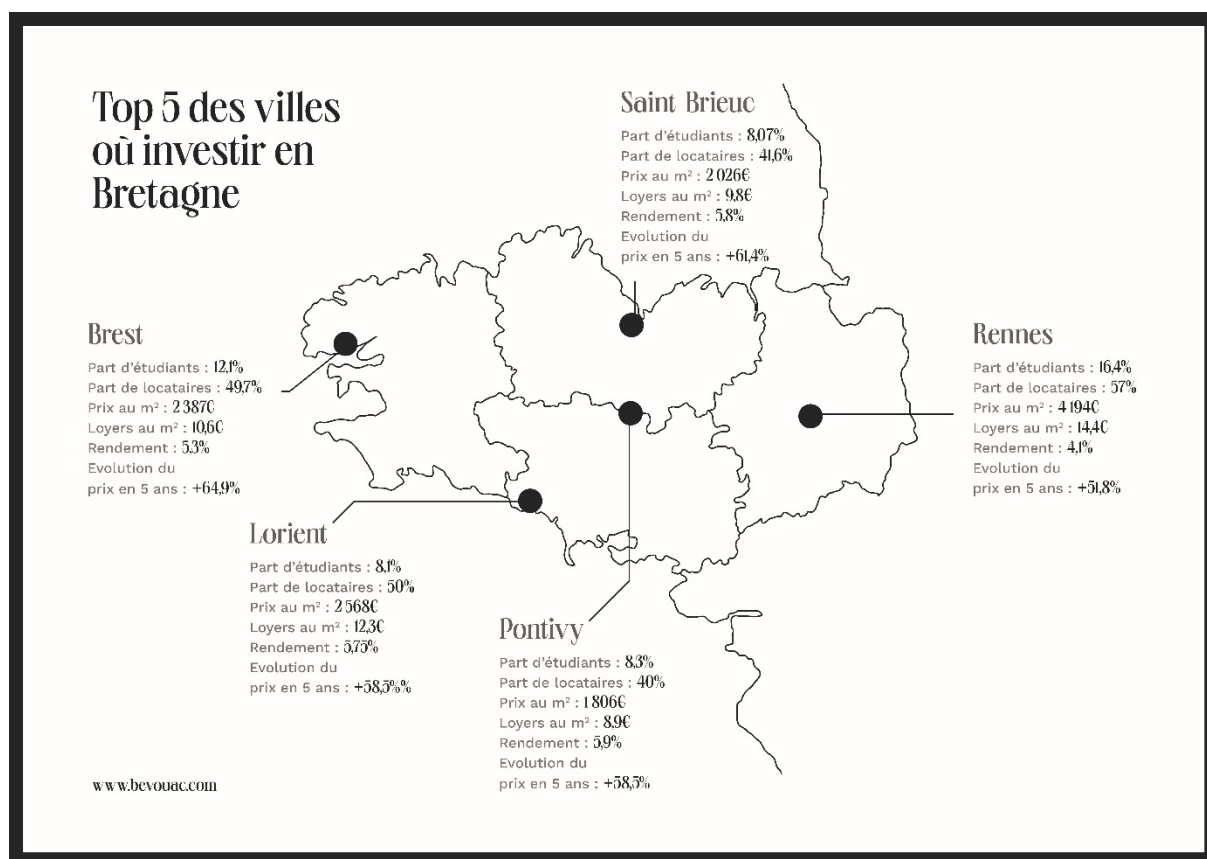 Top 5 des villes
où investir en
Bretagne
Saint Brieuc
Part d'étudiants : 8,07%
Part de locataires : 41,6%
Prix au m² : 2 026€
Loyers au m² : 9,8€
Rendement : 5,8%
Evolution du
prix en 5 ans : +61,4%
Brest
Part d'étudiants : 12,1%
Part de locataires : 49,7%
Prix au m² : 2 387€
Loyers au m² : 10,6€
Rendement : 5,3%
Evolution du
prix en 5 ans : +64,9%
Rennes
Part d'étudiants : 16,4%
Part de locataires : 57%
Prix au m² : 4 194€
Loyers au m² : 14,4€
Rendement : 4,1%
Evolution du
prix en 5 ans : +51,8%
Lorient
Part d'étudiants : 8,1%
Part de locataires : 50%
Prix au m² : 2 568€
Loyers au m² : 12,3€
Rendement : 5,75%
Evolution du
prix en 5 ans : +58,5%%
Pontivy
Part d'étudiants : 8,3%
Part de locataires : 40%
Prix au m² : 1 806€
Loyers au m² : 8,9€
Rendement : 5,9%
Evolution du
prix en 5 ans : +58,5%
www.bevouac.com